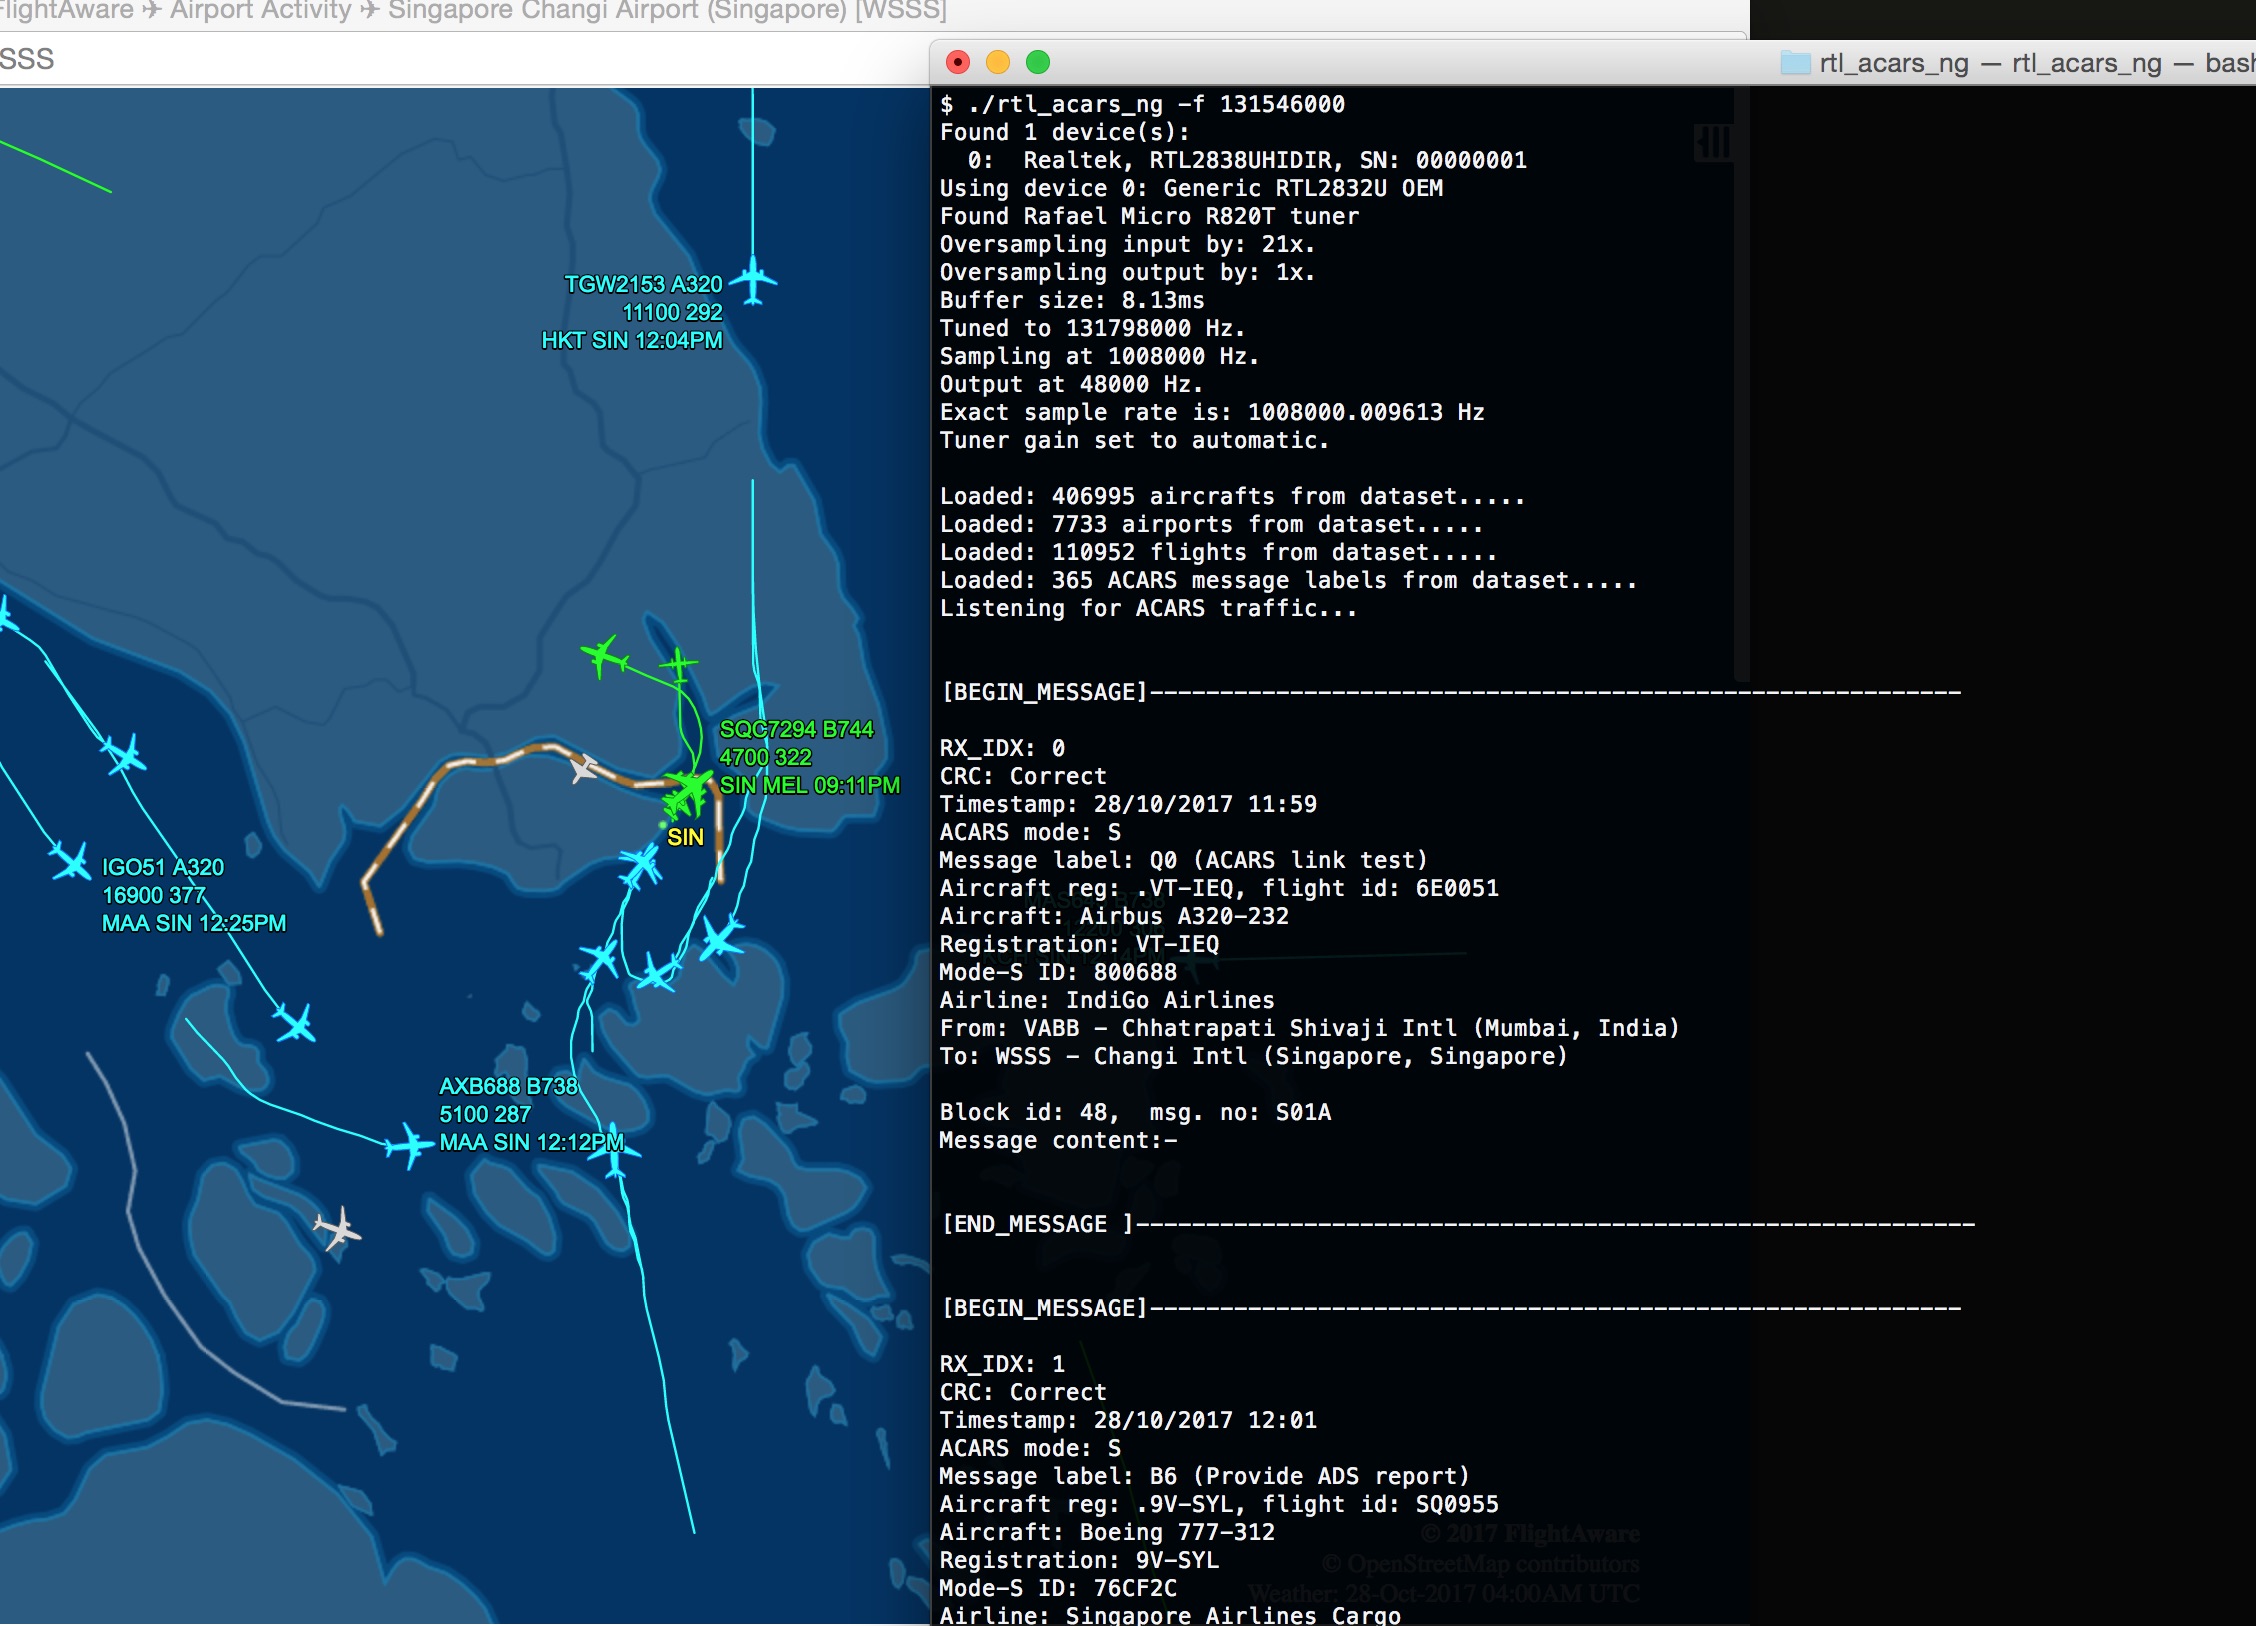 FlightAware ✈ Airport Activity ✈ Singapore Changi Airport (Singapore) [WSSS]
SSS
TGW2153 A320
11100 292
HKT SIN 12:04PM
SQC7294 B744
4700 322
SIN MEL 09:11PM
SIN
IGO51 A320
16900 377
MAA SIN 12:25PM
AXB688 B738
5100 287
MAA SIN 12:12PM
rtl_acars_ng — rtl_acars_ng — bash
$ ./rtl_acars_ng -f 131546000
Found 1 device(s):
0:  Realtek, RTL2838UHIDIR, SN: 00000001
Using device 0: Generic RTL2832U OEM
Found Rafael Micro R820T tuner
Oversampling input by: 21x.
Oversampling output by: 1x.
Buffer size: 8.13ms
Tuned to 131798000 Hz.
Sampling at 1008000 Hz.
Output at 48000 Hz.
Exact sample rate is: 1008000.009613 Hz
Tuner gain set to automatic.
Loaded: 406995 aircrafts from dataset.....
Loaded: 7733 airports from dataset.....
Loaded: 110952 flights from dataset.....
Loaded: 365 ACARS message labels from dataset.....
Listening for ACARS traffic...
[BEGIN_MESSAGE]----------------------------------------------------------
RX_IDX: 0
CRC: Correct
Timestamp: 28/10/2017 11:59
ACARS mode: S
Message label: Q0 (ACARS link test)
Aircraft reg: .VT-IEQ, flight id: 6E0051
Aircraft: Airbus A320-232
Registration: VT-IEQ
Mode-S ID: 800688
Airline: IndiGo Airlines
From: VABB - Chhatrapati Shivaji Intl (Mumbai, India)
To: WSSS - Changi Intl (Singapore, Singapore)
Block id: 48,  msg. no: S01A
Message content:-
[END_MESSAGE ]------------------------------------------------------------
[BEGIN_MESSAGE]----------------------------------------------------------
RX_IDX: 1
CRC: Correct
Timestamp: 28/10/2017 12:01
ACARS mode: S
Message label: B6 (Provide ADS report)
Aircraft reg: .9V-SYL, flight id: SQ0955
Aircraft: Boeing 777-312
Registration: 9V-SYL
Mode-S ID: 76CF2C
Airline: Singapore Airlines Cargo
© 2017 FlightAware
© OpenStreetMap contributors
Weather: 28-Oct-2017 04:00AM UTC